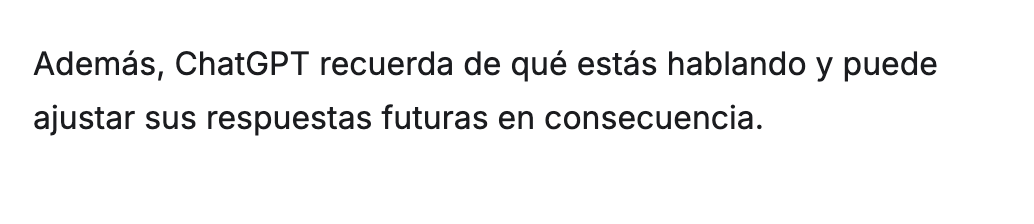 Además, ChatGPT recuerda de qué estás hablando y puede
ajustar sus respuestas futuras en consecuencia.